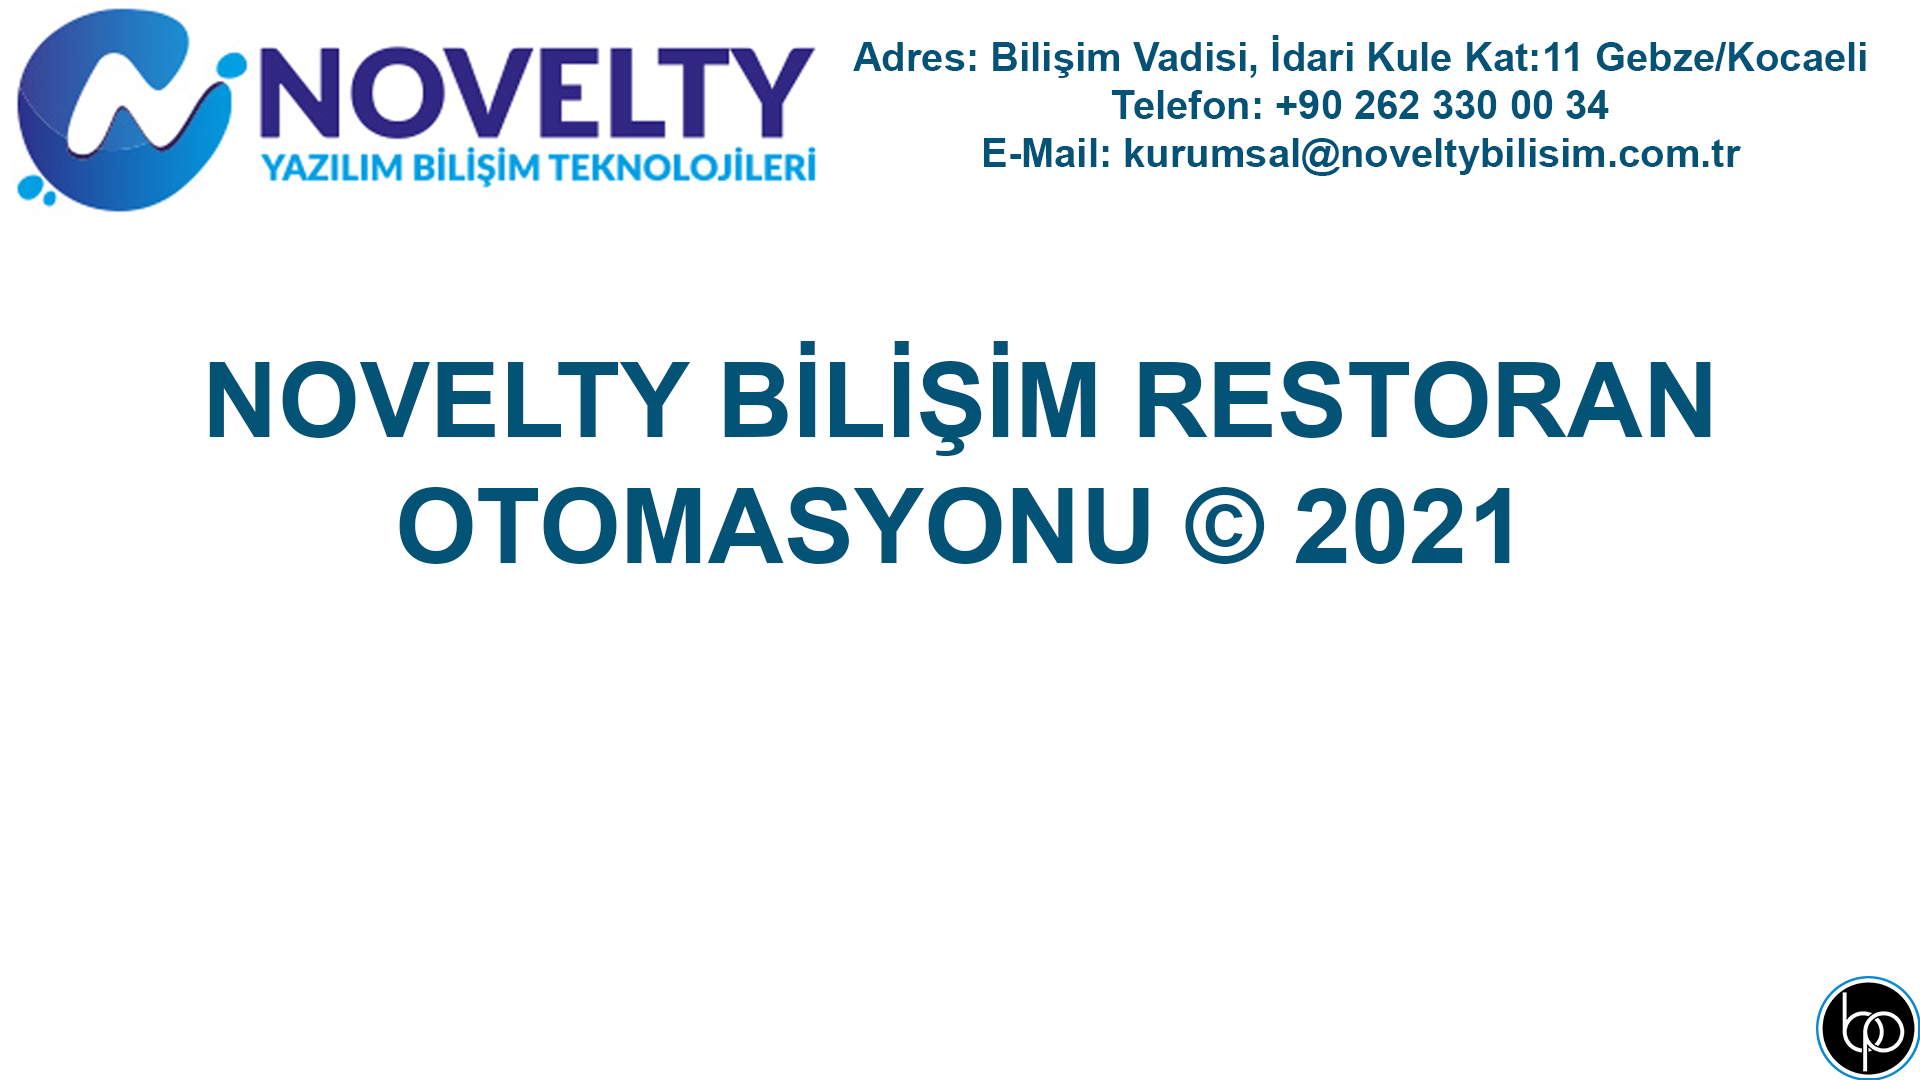 NOVELTY
YAZILIM BİLİŞİM TEKNOLOJİLERİ
Adres: Bilişim Vadisi, İdari Kule Kat:11 Gebze/Kocaeli
Telefon: +90 262 330 00 34
E-Mail: kurumsal@noveltybilisim.com.tr
NOVELTY BİLİŞİM RESTORAN
OTOMASYONU © 2021
bp